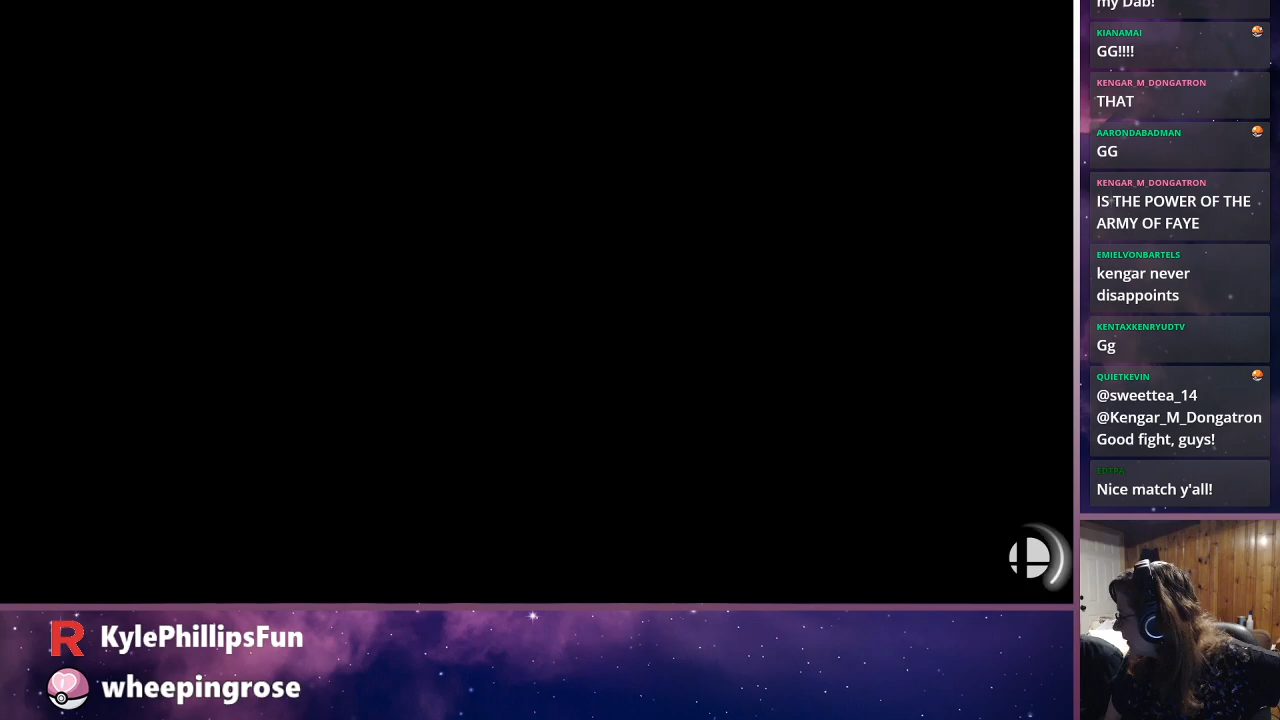 my Dab!
KIANAMAI
GG!!!!
KENGAR_M_DONGATRON
THAT
AARONDABADMAN
GG
KENGAR_M_DONGATRON
IS THE POWER OF THE
ARMY OF FAYE
EMIELVONBARTELS
kengar never
disappoints
KENTAXKENRYUDTV
Gg
QUIETKEVIN
@sweettea_14
@Kengar_M_Dongatron
Good fight, guys!
Nice match y'all!
R KylePhillipsFun
wheepingrose